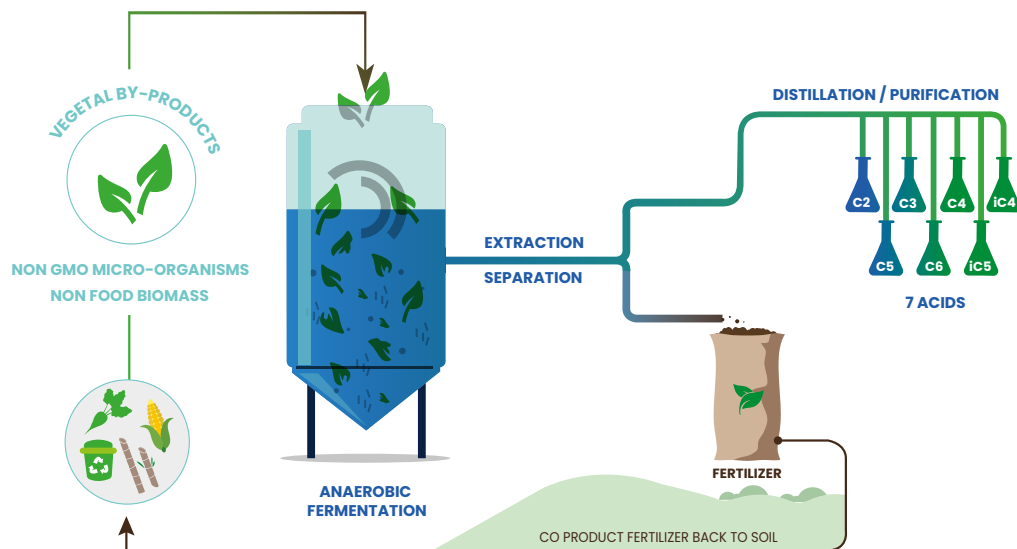 VEGETAL BY-PRODUCTS
NON GMO MICRO-ORGANISMS
NON FOOD BIOMASS
ANAEROBIC
FERMENTATION
EXTRACTION
SEPARATION
DISTILLATION / PURIFICATION
C2
C3
C4
iC4
C5
C6
iC5
7 ACIDS
FERTILIZER
CO PRODUCT FERTILIZER BACK TO SOIL